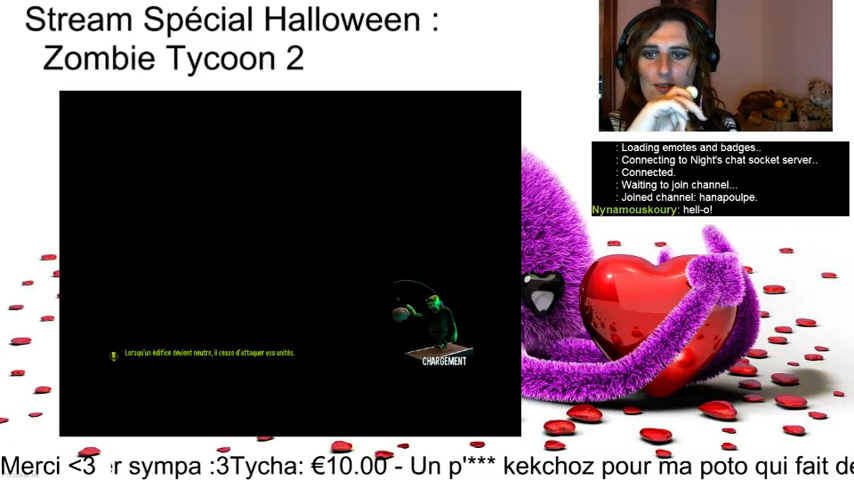 Stream Spécial Halloween :
Zombie Tycoon 2
: Loading emotes and badges..
: Connecting to Night's chat socket server..
: Connected.
: Waiting to join channel...
: Joined channel: hanapoulpe.
Nynamouskoury: hell-o!
Lorsqu'un édifice devient neutre, il cesse d'attaquer vos unités.
CHARGEMENT
Merci <3 r sympa :3Tycha: €10.00 - Un p'*** kekchoz pour ma poto qui fait de